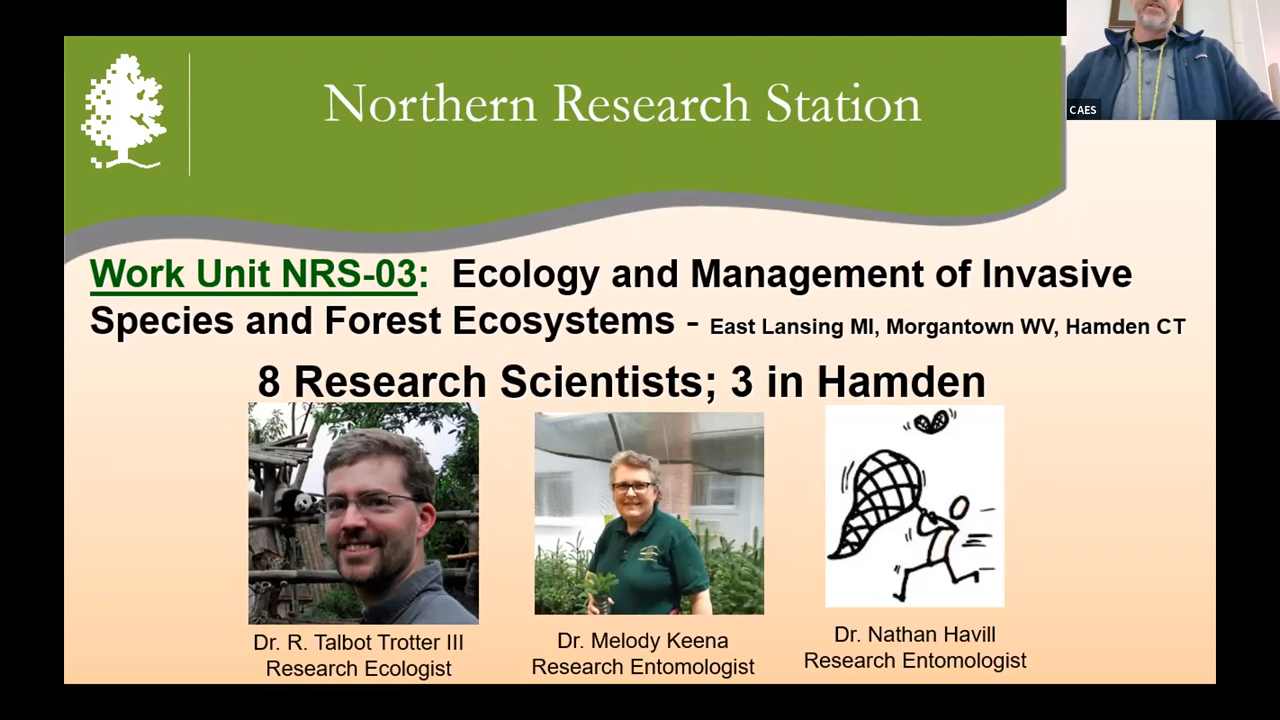 Northern Research Station
CAES
Work Unit NRS-03: Ecology and Management of Invasive
Species and Forest Ecosystems - East Lansing MI, Morgantown WV, Hamden CT
8 Research Scientists; 3 in Hamden
Dr. R. Talbot Trotter III
Research Ecologist
Dr. Melody Keena
Research Entomologist
Dr. Nathan Havill
Research Entomologist